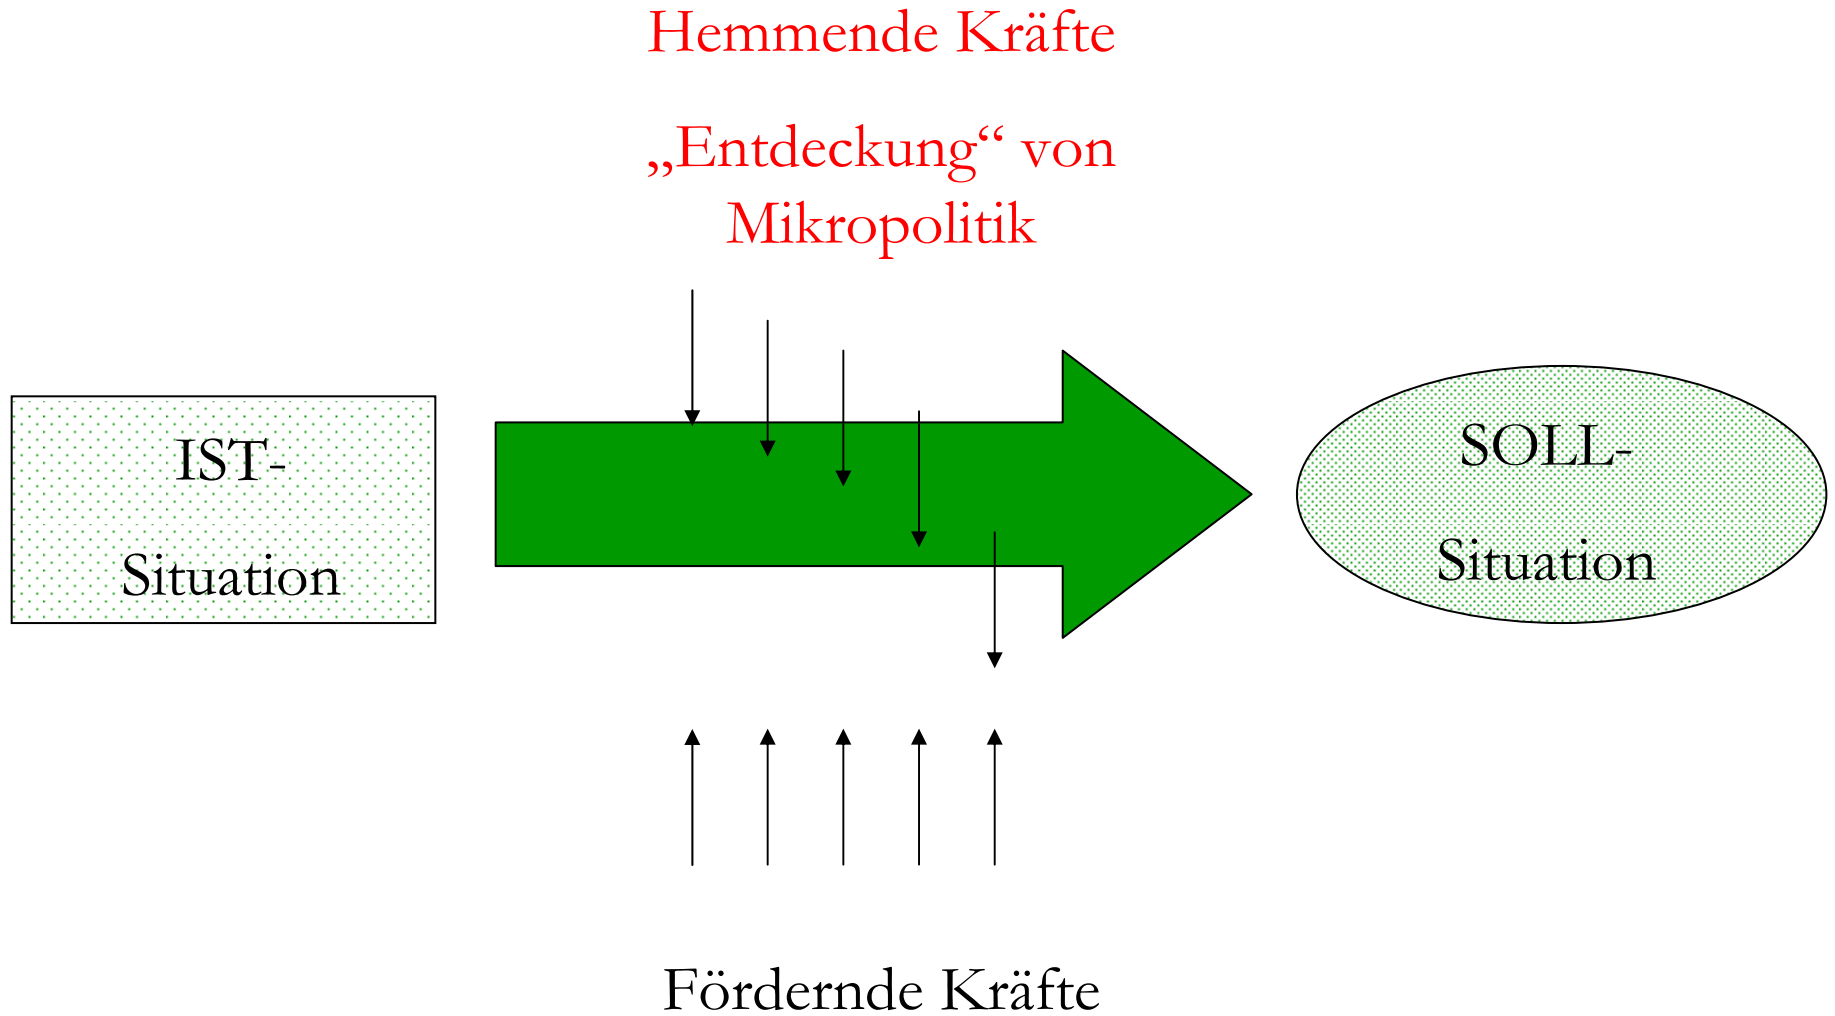 Hemmende Kräfte
„Entdeckung“ von
Mikropolitik
IST-
Situation
SOLL-
Situation
Fördernde Kräfte